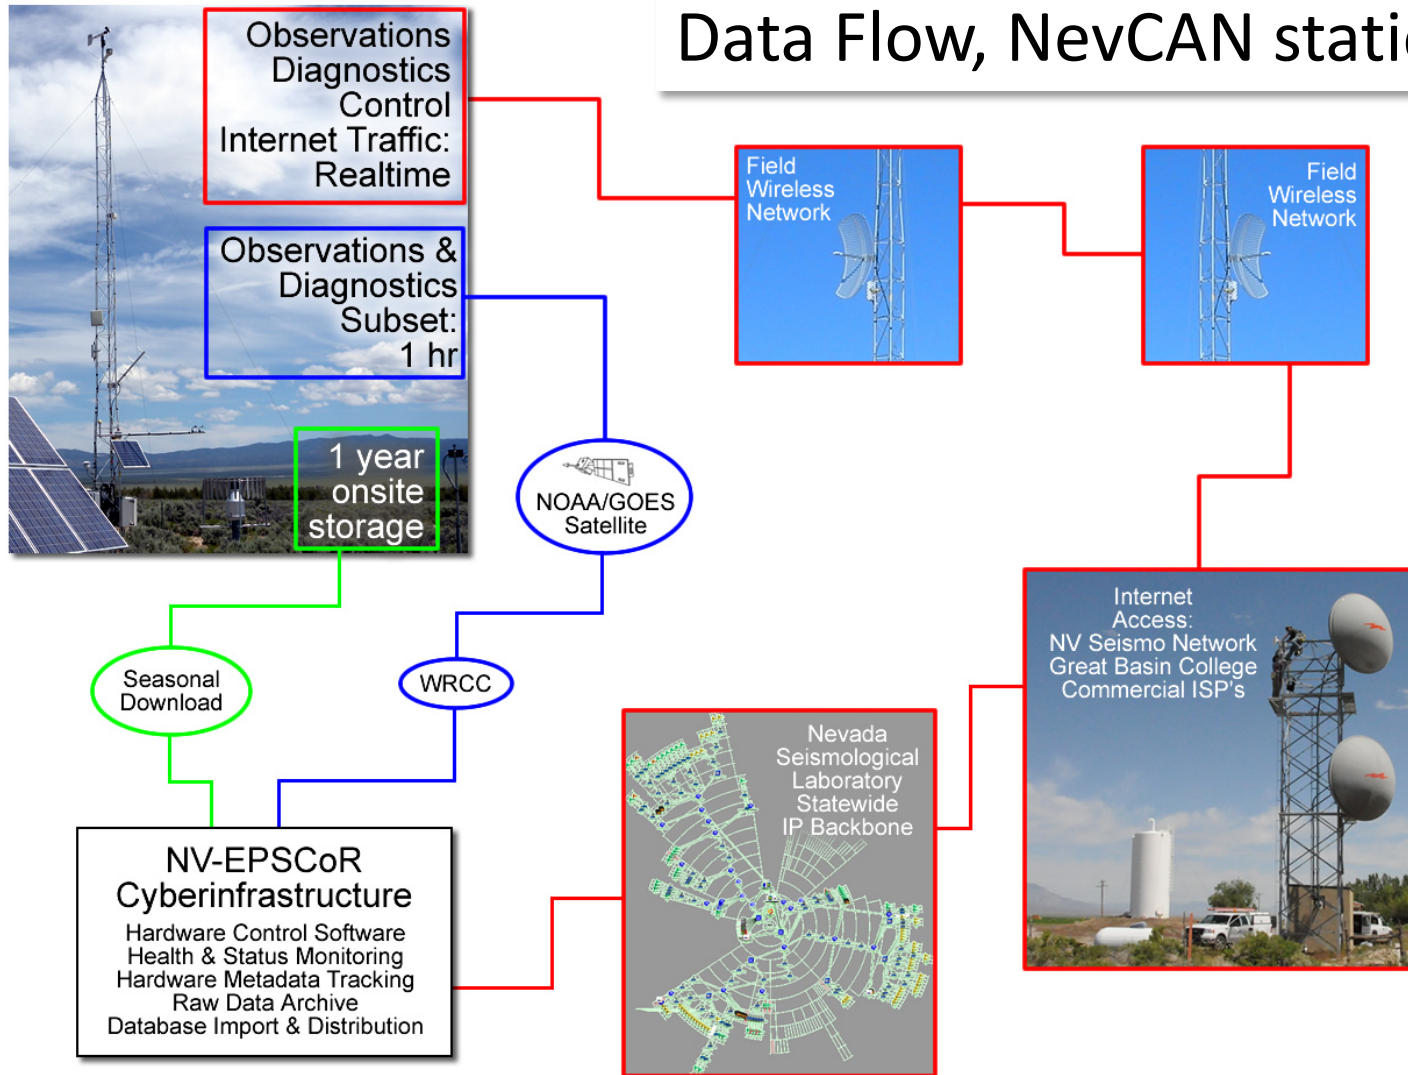 Data Flow, NevCAN
Observations
Diagnostics
Control
Internet Traffic:
Realtime
Observations &
Diagnostics
Subset:
1 hr
1 year
onsite
storage
Field
Wireless
Network
Field
Wireless
Network
NOAA/GOES
Satellite
Seasonal
Download
WRCC
Internet
Access:
NV Seismo Network
Great Basin College
Commercial ISP's
Nevada
Seismological
Laboratory
Statewide
IP Backbone
NV-EPSCoR
Cyberinfrastructure
Hardware Control Software
Health & Status Monitoring
Hardware Metadata Tracking
Raw Data Archive
Database Import & Distribution